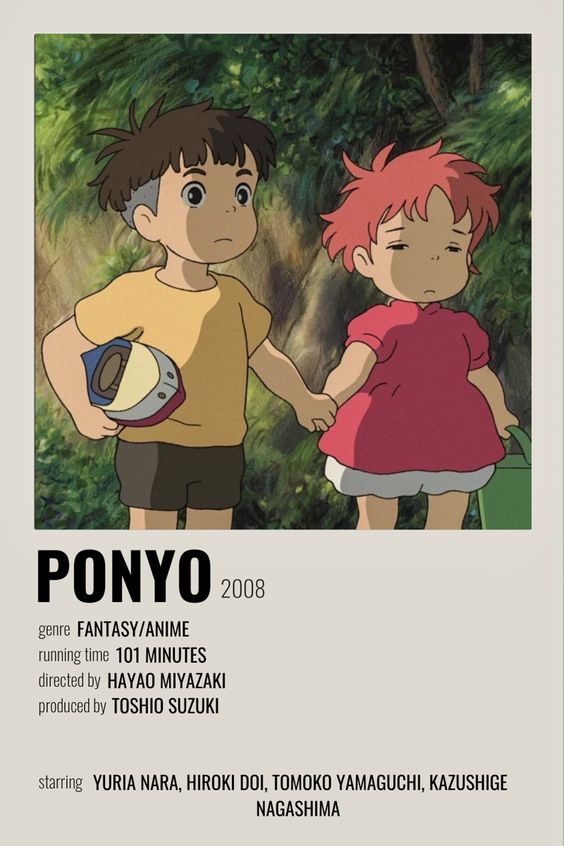 PONYO 2008
genre FANTASY/ANIME
running time 101 MINUTES
directed by HAYAO MIYAZAKI
produced by TOSHIO SUZUKI
starring YURIA NARA, HIROKI DOI, TOMOKO YAMAGUCHI, KAZUSHIGE
NAGASHIMA